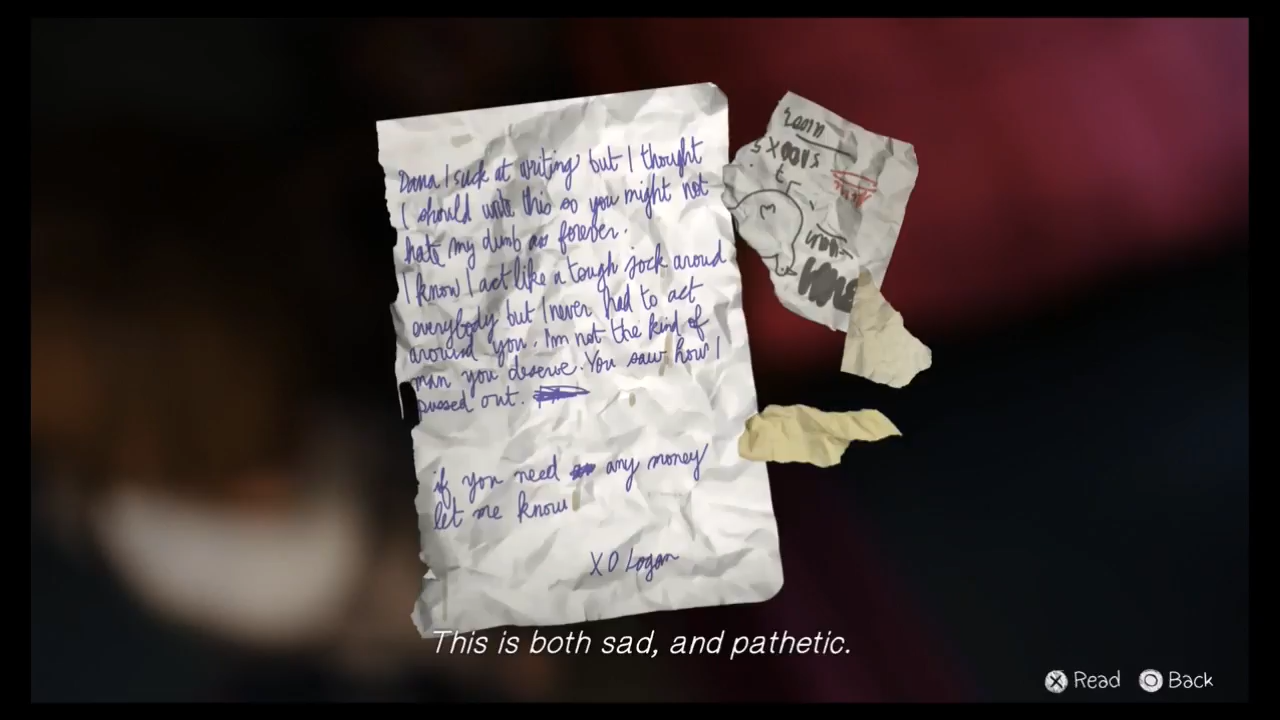 Dana I suck at writing but I thought
I should write this so you might not
hate my dumb ass forever.
I know I act like a tough jock around
everybody but I never had to act
around you. I'm not the kind of
man you deserve. You saw how I
pussed out.
if you need any money
let me know
XO Logan
This is both sad, and pathetic.
Read Back